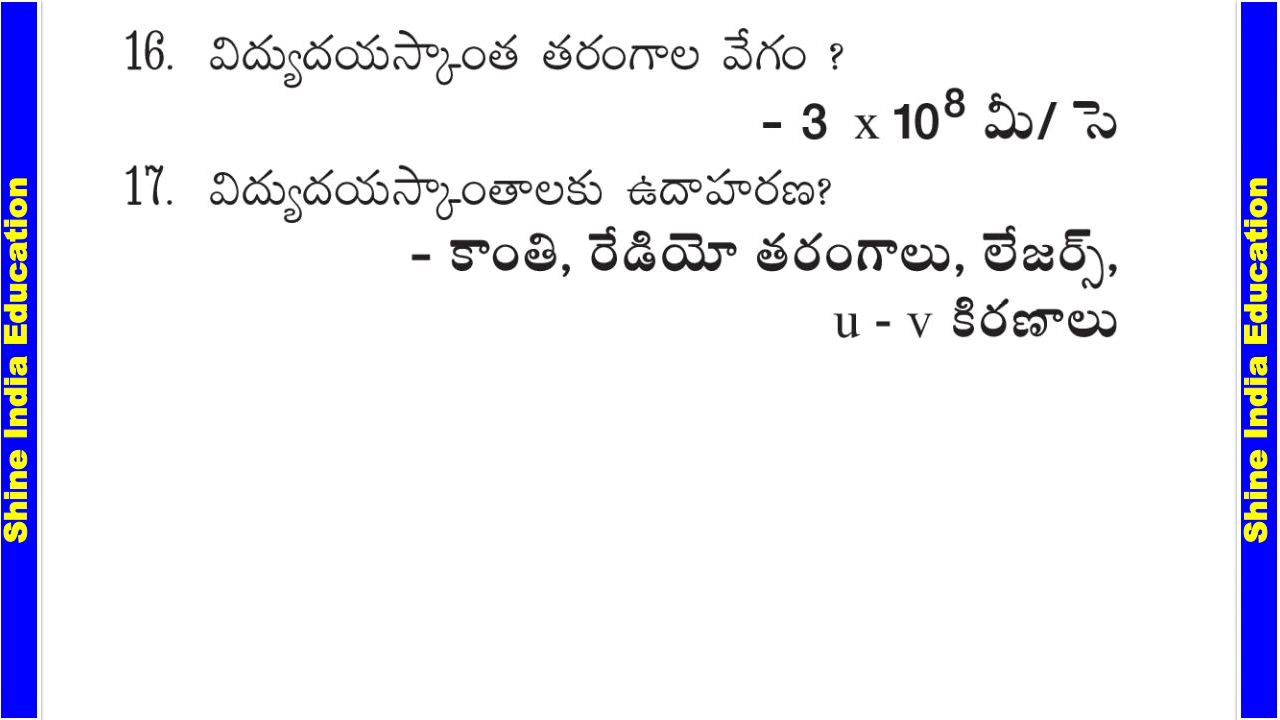 16. విద్యుదయస్కాంత తరంగాల వేగం ?
- 3 x 10⁸ మీ/ సె
17. విద్యుదయస్కాంతాలకు ఉదాహరణ?
- కాంతి, రేడియో తరంగాలు, లేజర్స్,
u - v కిరణాలు
Shine India Education
Shine India Education